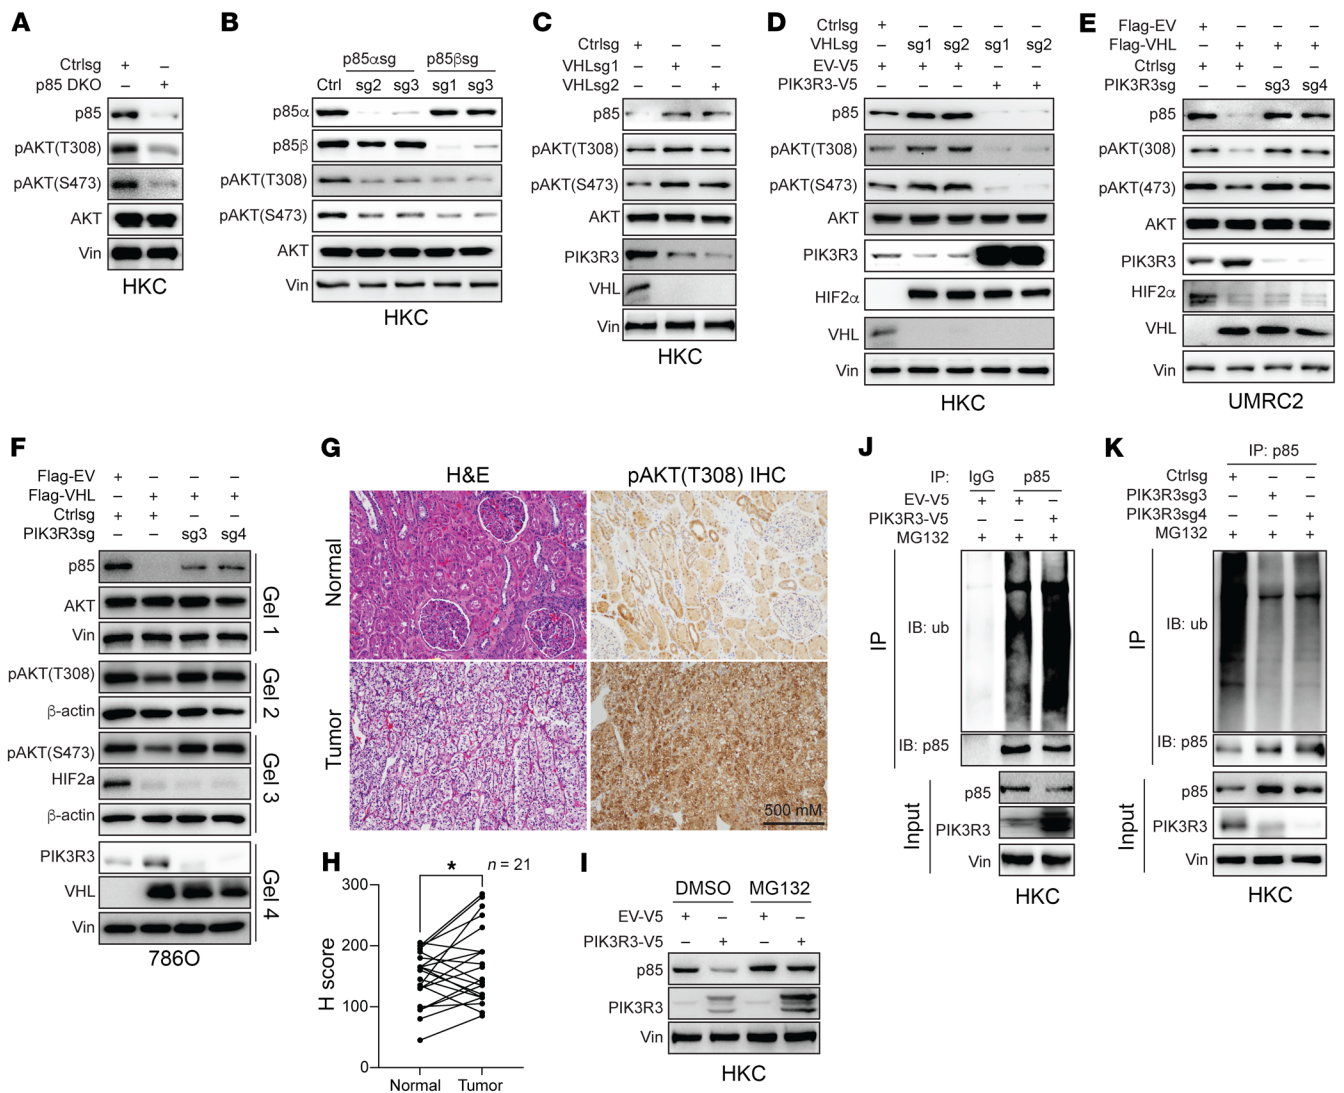 A
Ctrlsg + –
p85 DKO – +
p85
pAKT(T308)
pAKT(S473)
AKT
Vin
HKC
B
p85αsg p85βsg
Ctrl sg2 sg3 sg1 sg3
p85α
p85β
pAKT(T308)
pAKT(S473)
AKT
Vin
HKC
C
Ctrlsg + – –
VHLsg1 – + –
VHLsg2 – – +
p85
pAKT(T308)
pAKT(S473)
AKT
PIK3R3
VHL
Vin
HKC
D
Ctrlsg + – – – –
VHLsg – sg1 sg2 sg1 sg2
EV-V5 + + + – –
PIK3R3-V5 – – – + +
p85
pAKT(T308)
pAKT(S473)
AKT
PIK3R3
HIF2α
VHL
Vin
HKC
E
Flag-EV + – – –
Flag-VHL – + + +
Ctrlsg + + – –
PIK3R3sg – – sg3 sg4
p85
pAKT(308)
pAKT(473)
AKT
PIK3R3
HIF2α
VHL
Vin
UMRC2
F
Flag-EV + – – –
Flag-VHL – + + +
Ctrlsg + + – –
PIK3R3sg – – sg3 sg4
p85
AKT
Vin
Gel 1
pAKT(T308)
β-actin
Gel 2
pAKT(S473)
HIF2a
β-actin
Gel 3
PIK3R3
VHL
Vin
Gel 4
786O
G
H&E pAKT(T308) IHC
Normal
Tumor
500 mM
H
* n = 21
H score
300
200
100
0
Normal Tumor
I
DMSO MG132
EV-V5 + – + –
PIK3R3-V5 – + – +
p85
PIK3R3
Vin
HKC
J
IP: IgG p85
EV-V5 + + –
PIK3R3-V5 – – +
MG132 + + +
IP
IB: ub
IB: p85
Input
p85
PIK3R3
Vin
HKC
K
IP: p85
Ctrlsg + – –
PIK3R3sg3 – + –
PIK3R3sg4 – – +
MG132 + + +
IP
IB: ub
IB: p85
Input
p85
PIK3R3
Vin
HKC